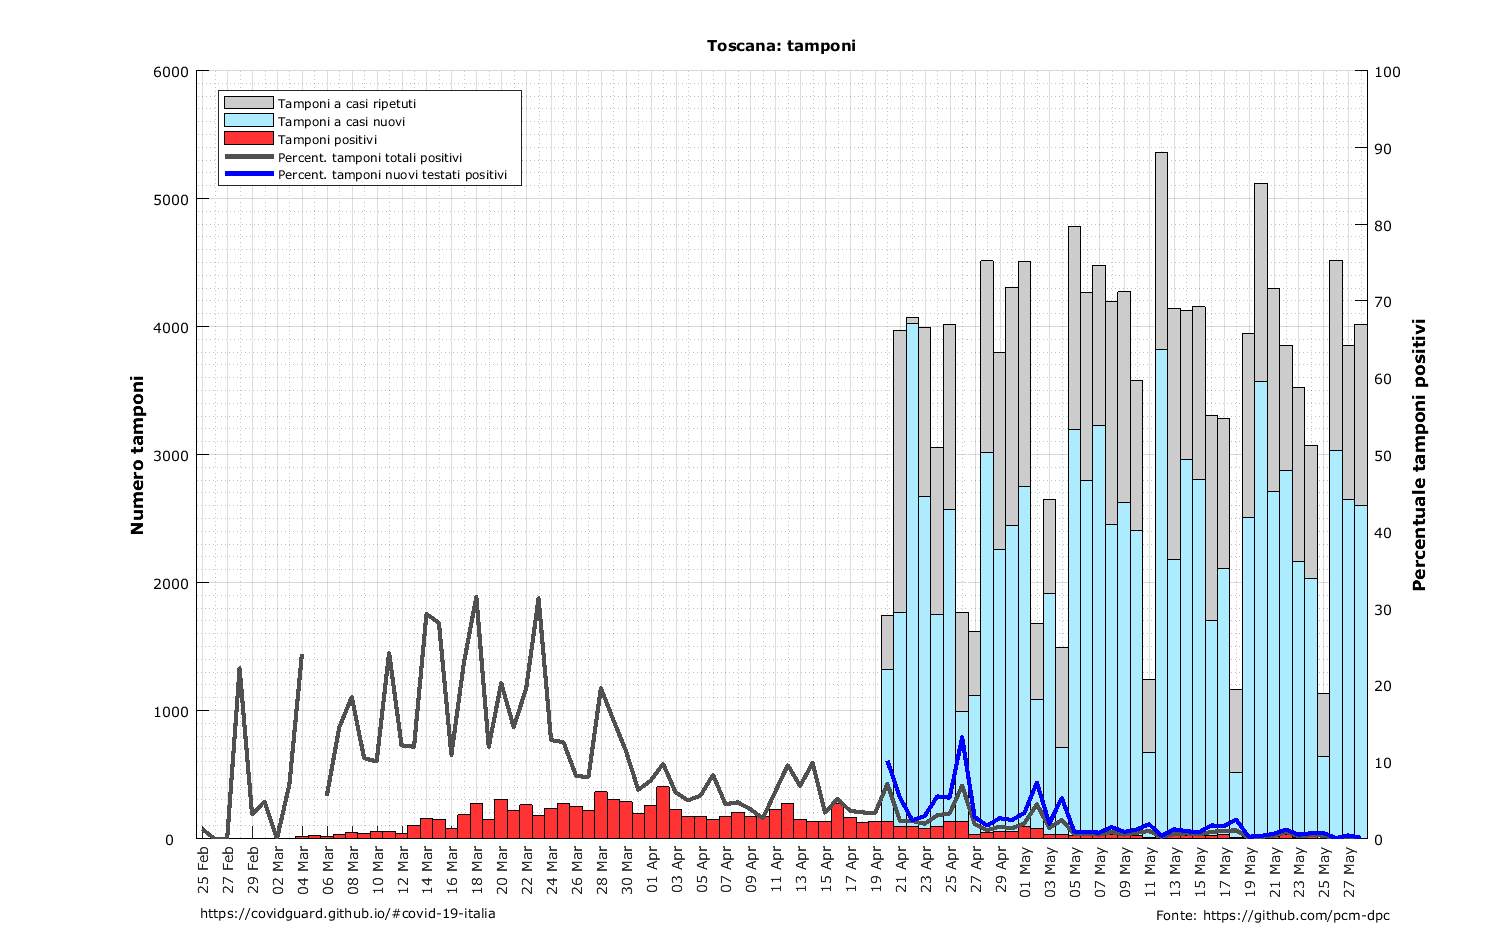 Toscana: tamponi
6000
5000
4000
3000
2000
1000
0
Numero tamponi
Tamponi a casi ripetuti
Tamponi a casi nuovi
Tamponi positivi
Percent. tamponi totali positivi
Percent. tamponi nuovi testati positivi
100
90
80
70
60
50
40
30
20
10
0
Percentuale tamponi positivi
25 Feb
27 Feb
29 Feb
02 Mar
04 Mar
06 Mar
08 Mar
10 Mar
12 Mar
14 Mar
16 Mar
18 Mar
20 Mar
22 Mar
24 Mar
26 Mar
28 Mar
30 Mar
01 Apr
03 Apr
05 Apr
07 Apr
09 Apr
11 Apr
13 Apr
15 Apr
17 Apr
19 Apr
21 Apr
23 Apr
25 Apr
27 Apr
29 Apr
01 May
03 May
05 May
07 May
09 May
11 May
13 May
15 May
17 May
19 May
21 May
23 May
25 May
27 May
https://covidguard.github.io/#covid-19-italia
Fonte: https://github.com/pcm-dpc